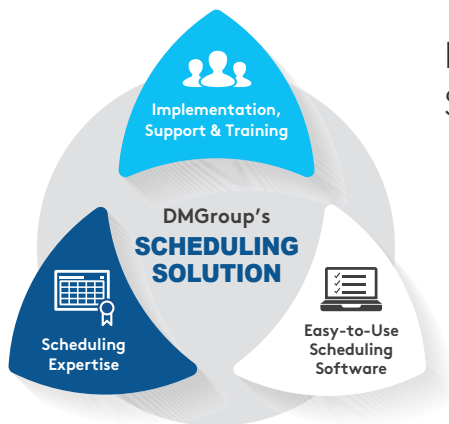 Implementation,
Support & Training
DMGroup's
SCHEDULING
SOLUTION
Scheduling
Expertise
Easy-to-Use
Scheduling
Software